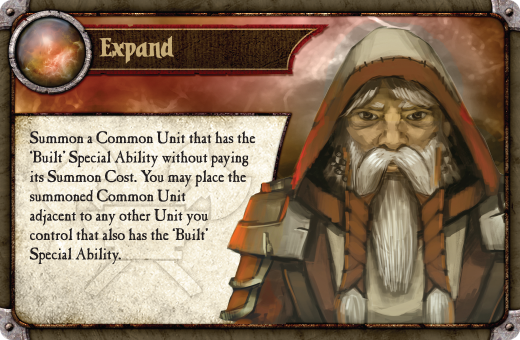 Expand
Summon a Common Unit that has the
‘Built’ Special Ability without paying
its Summon Cost. You may place the
summoned Common Unit
adjacent to any other Unit you
control that also has the ‘Built’
Special Ability.